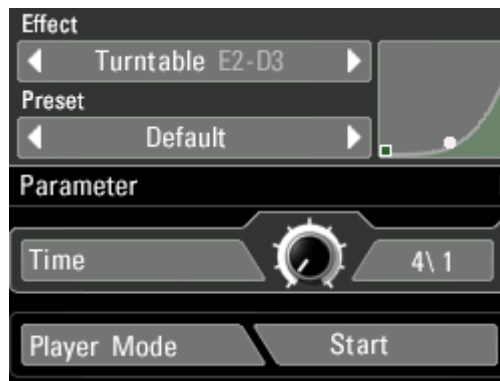 Effect
Turntable E2-D3
Preset
Default
Parameter
Time 4\ 1
Player Mode Start